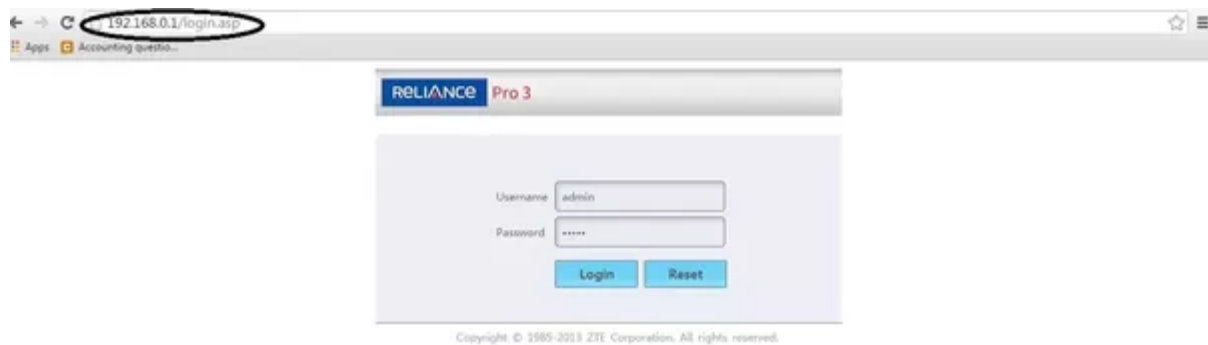 192.168.0.1/login.asp
Apps Accounting questio...
RELIANCE Pro 3
Username admin
Password •••••
Login Reset
Copyright © 1985-2013 ZTE Corporation. All rights reserved.